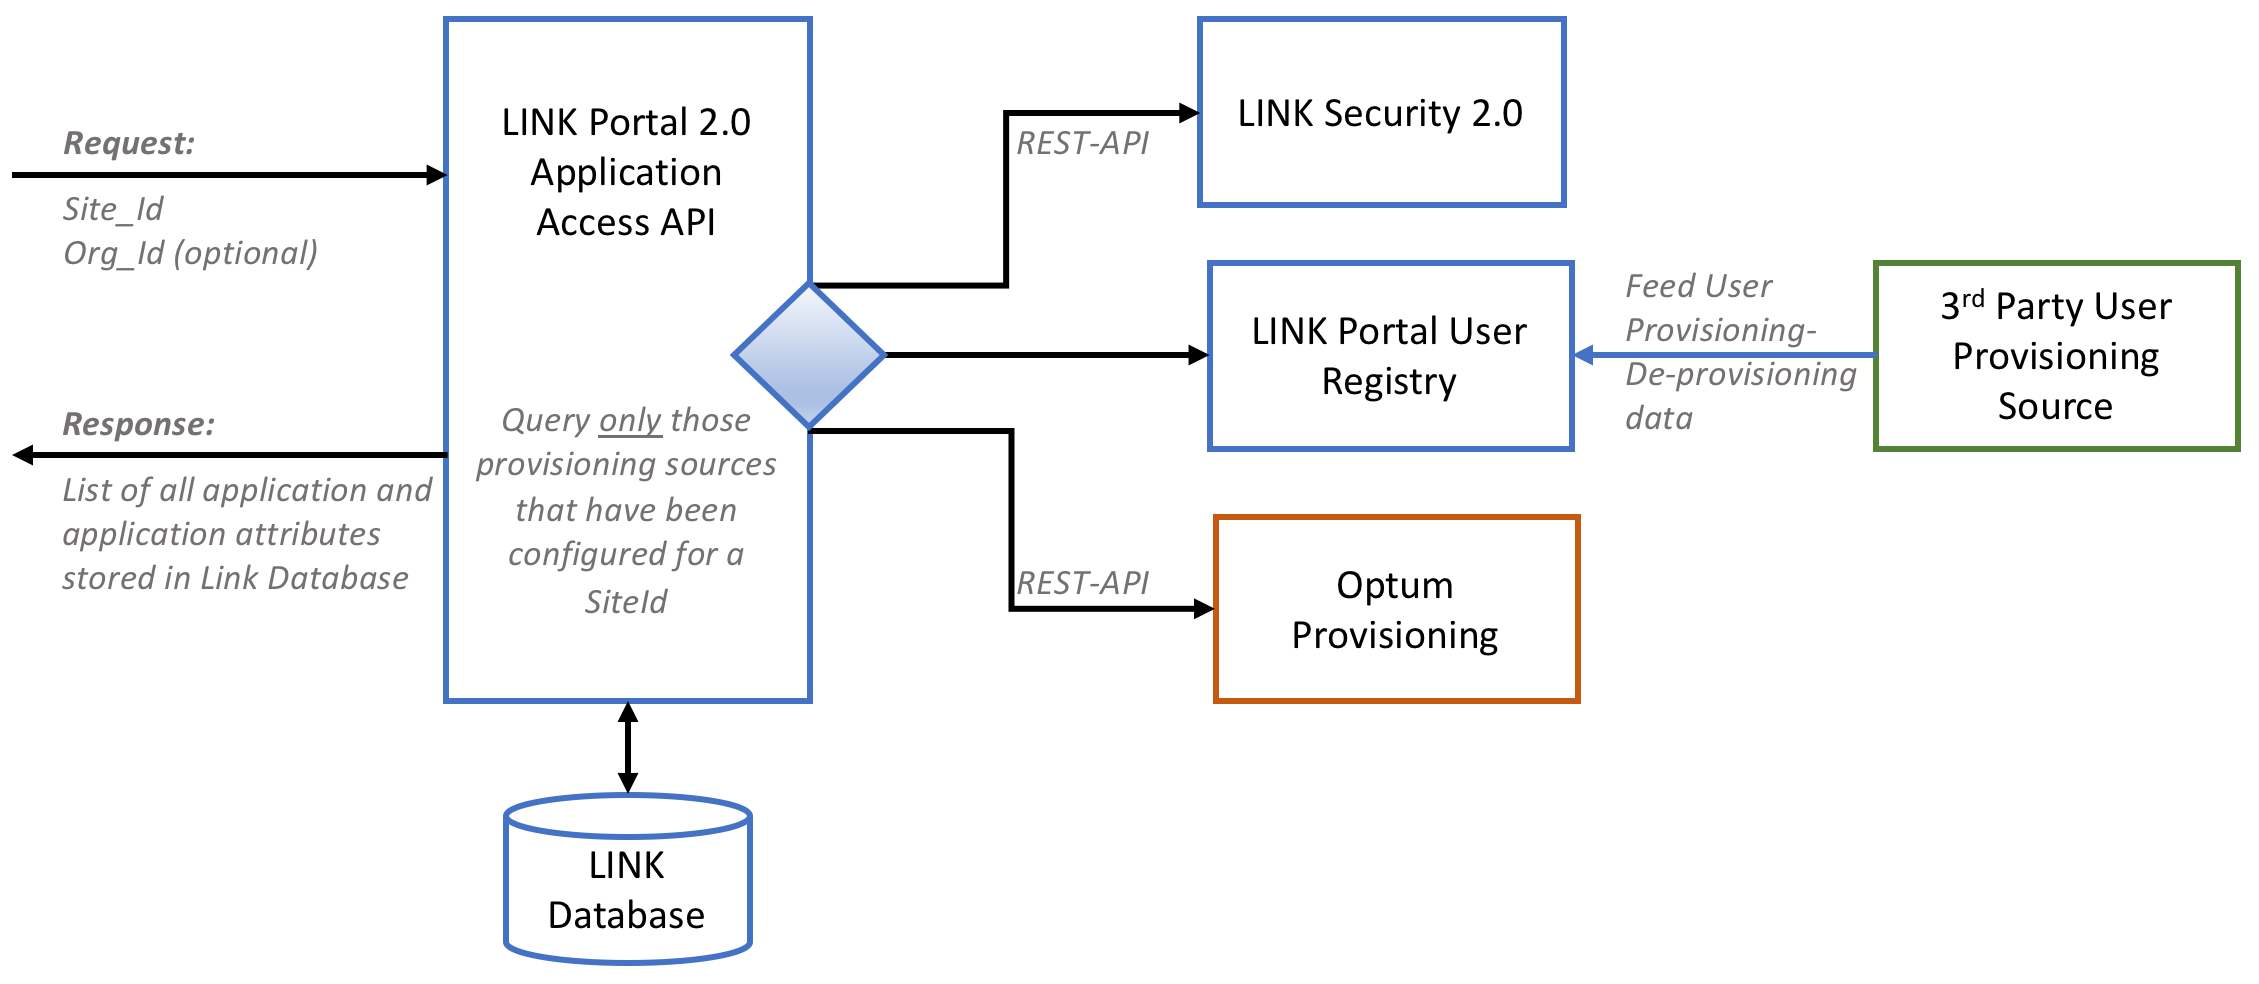 Request:
Site_Id
Org_Id (optional)
Response:
List of all application and
application attributes
stored in Link Database
LINK Portal 2.0
Application
Access API
Query only those
provisioning sources
that have been
configured for a
SiteId
LINK
Database
REST-API
LINK Security 2.0
LINK Portal User
Registry
REST-API
Optum
Provisioning
Feed User
Provisioning-
De-provisioning
data
3rd Party User
Provisioning
Source